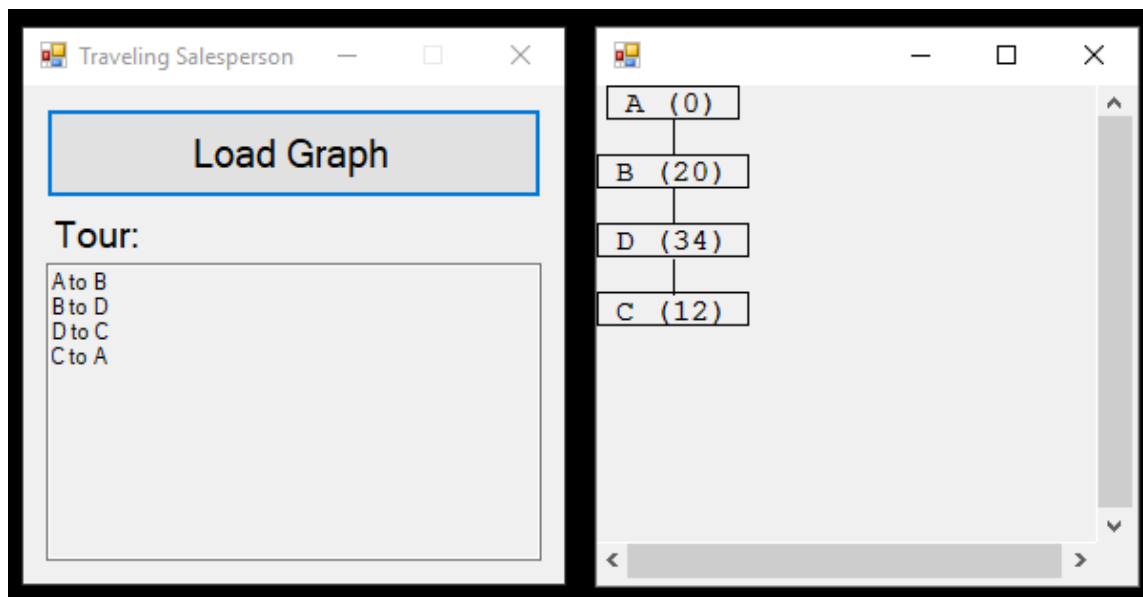 Traveling Salesperson
Load Graph
Tour:
A to B
B to D
D to C
C to A
A (0)
B (20)
D (34)
C (12)